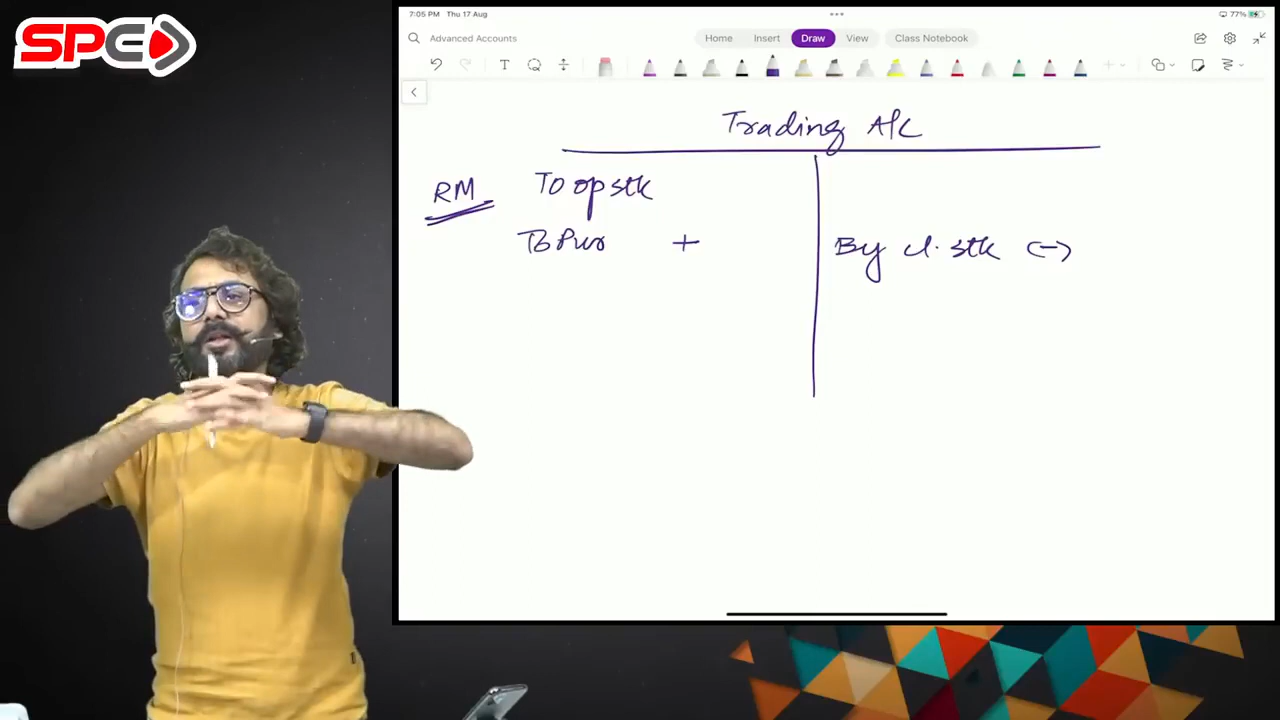 SPE
7:05 PM Thu 17 Aug
77%
Advanced Accounts
Home Insert Draw View Class Notebook
Trading A/C
RM To op stk
To Pur + By cl. stk (-)